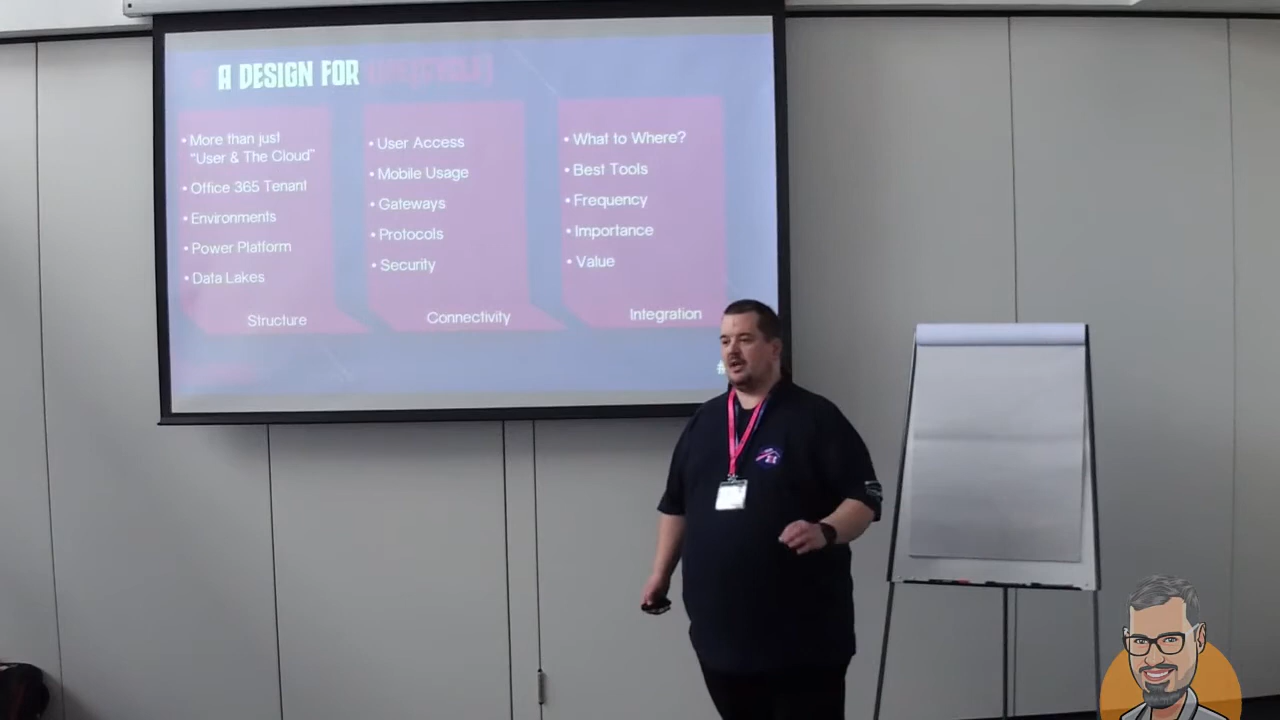 A DESIGN FOR
• More than just
"User & The Cloud"
• Office 365 Tenant
• Environments
• Power Platform
• Data Lakes
Structure
• User Access
• Mobile Usage
• Gateways
• Protocols
• Security
Connectivity
• What to Where?
• Best Tools
• Frequency
• Importance
• Value
Integration
#